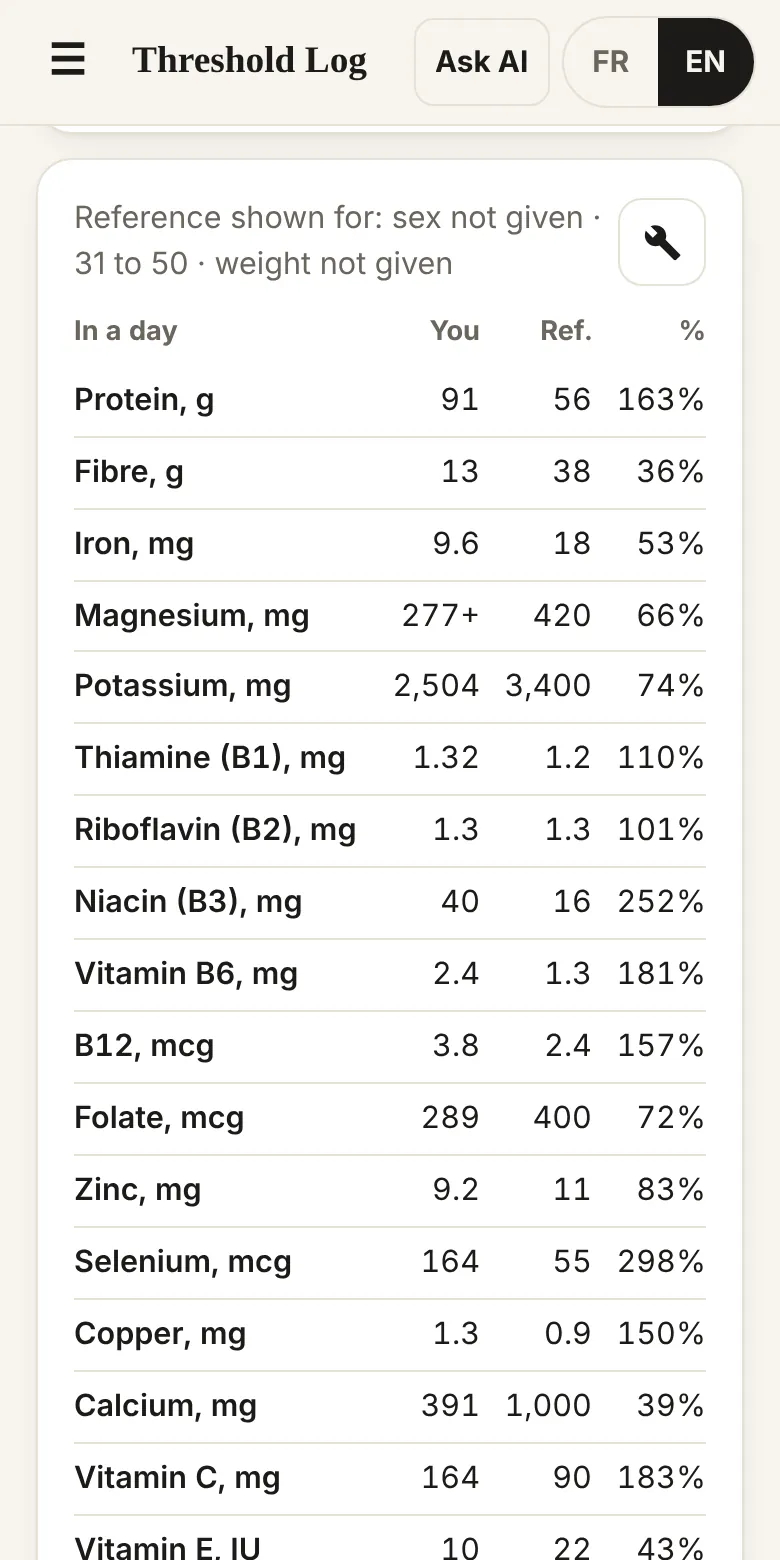 ☰ Threshold Log Ask AI FR EN
Reference shown for: sex not given ·
31 to 50 · weight not given
In a day You Ref. %
Protein, g 91 56 163%
Fibre, g 13 38 36%
Iron, mg 9.6 18 53%
Magnesium, mg 277+ 420 66%
Potassium, mg 2,504 3,400 74%
Thiamine (B1), mg 1.32 1.2 110%
Riboflavin (B2), mg 1.3 1.3 101%
Niacin (B3), mg 40 16 252%
Vitamin B6, mg 2.4 1.3 181%
B12, mcg 3.8 2.4 157%
Folate, mcg 289 400 72%
Zinc, mg 9.2 11 83%
Selenium, mcg 164 55 298%
Copper, mg 1.3 0.9 150%
Calcium, mg 391 1,000 39%
Vitamin C, mg 164 90 183%
Vitamin E, IU 10 22 43%